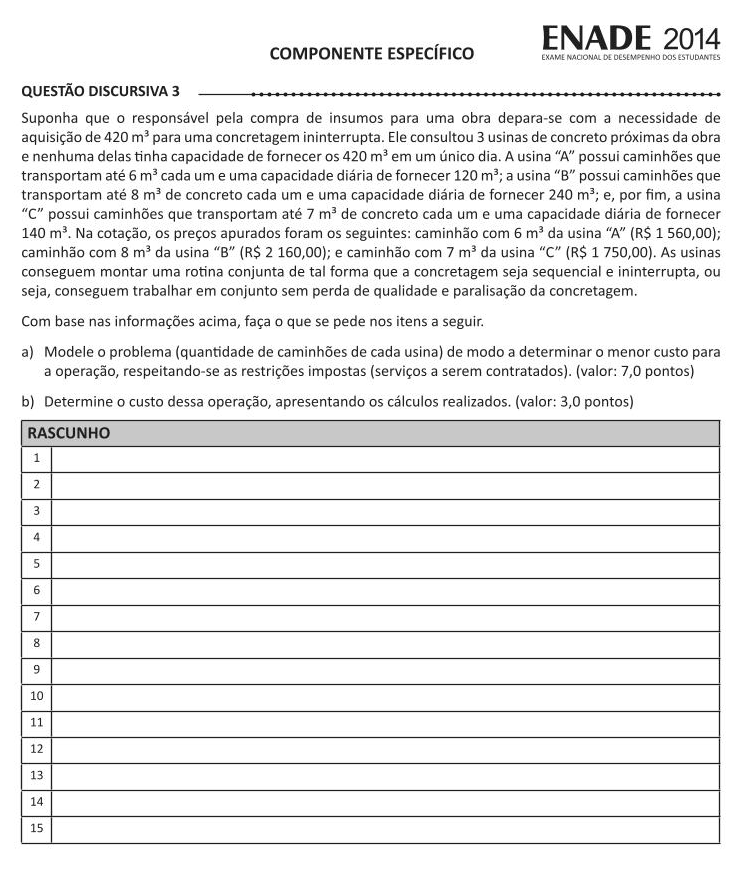 ENADE 2014
EXAME NACIONAL DE DESEMPENHO DOS ESTUDANTES
COMPONENTE ESPECÍFICO
QUESTÃO DISCURSIVA 3
Suponha que o responsável pela compra de insumos para uma obra depara-se com a necessidade de
aquisição de 420 m³ para uma concretagem ininterrupta. Ele consultou 3 usinas de concreto próximas da obra
e nenhuma delas tinha capacidade de fornecer os 420 m³ em um único dia. A usina “A” possui caminhões que
transportam até 6 m³ cada um e uma capacidade diária de fornecer 120 m³; a usina “B” possui caminhões que
transportam até 8 m³ de concreto cada um e uma capacidade diária de fornecer 240 m³; e, por fim, a usina
“C” possui caminhões que transportam até 7 m³ de concreto cada um e uma capacidade diária de fornecer
140 m³. Na cotação, os preços apurados foram os seguintes: caminhão com 6 m³ da usina “A” (R$ 1 560,00);
caminhão com 8 m³ da usina “B” (R$ 2 160,00); e caminhão com 7 m³ da usina “C” (R$ 1 750,00). As usinas
conseguem montar uma rotina conjunta de tal forma que a concretagem seja sequencial e ininterrupta, ou
seja, conseguem trabalhar em conjunto sem perda de qualidade e paralisação da concretagem.
Com base nas informações acima, faça o que se pede nos itens a seguir.
a) Modele o problema (quantidade de caminhões de cada usina) de modo a determinar o menor custo para
a operação, respeitando-se as restrições impostas (serviços a serem contratados). (valor: 7,0 pontos)
b) Determine o custo dessa operação, apresentando os cálculos realizados. (valor: 3,0 pontos)
RASCUNHO
1
2
3
4
5
6
7
8
9
10
11
12
13
14
15